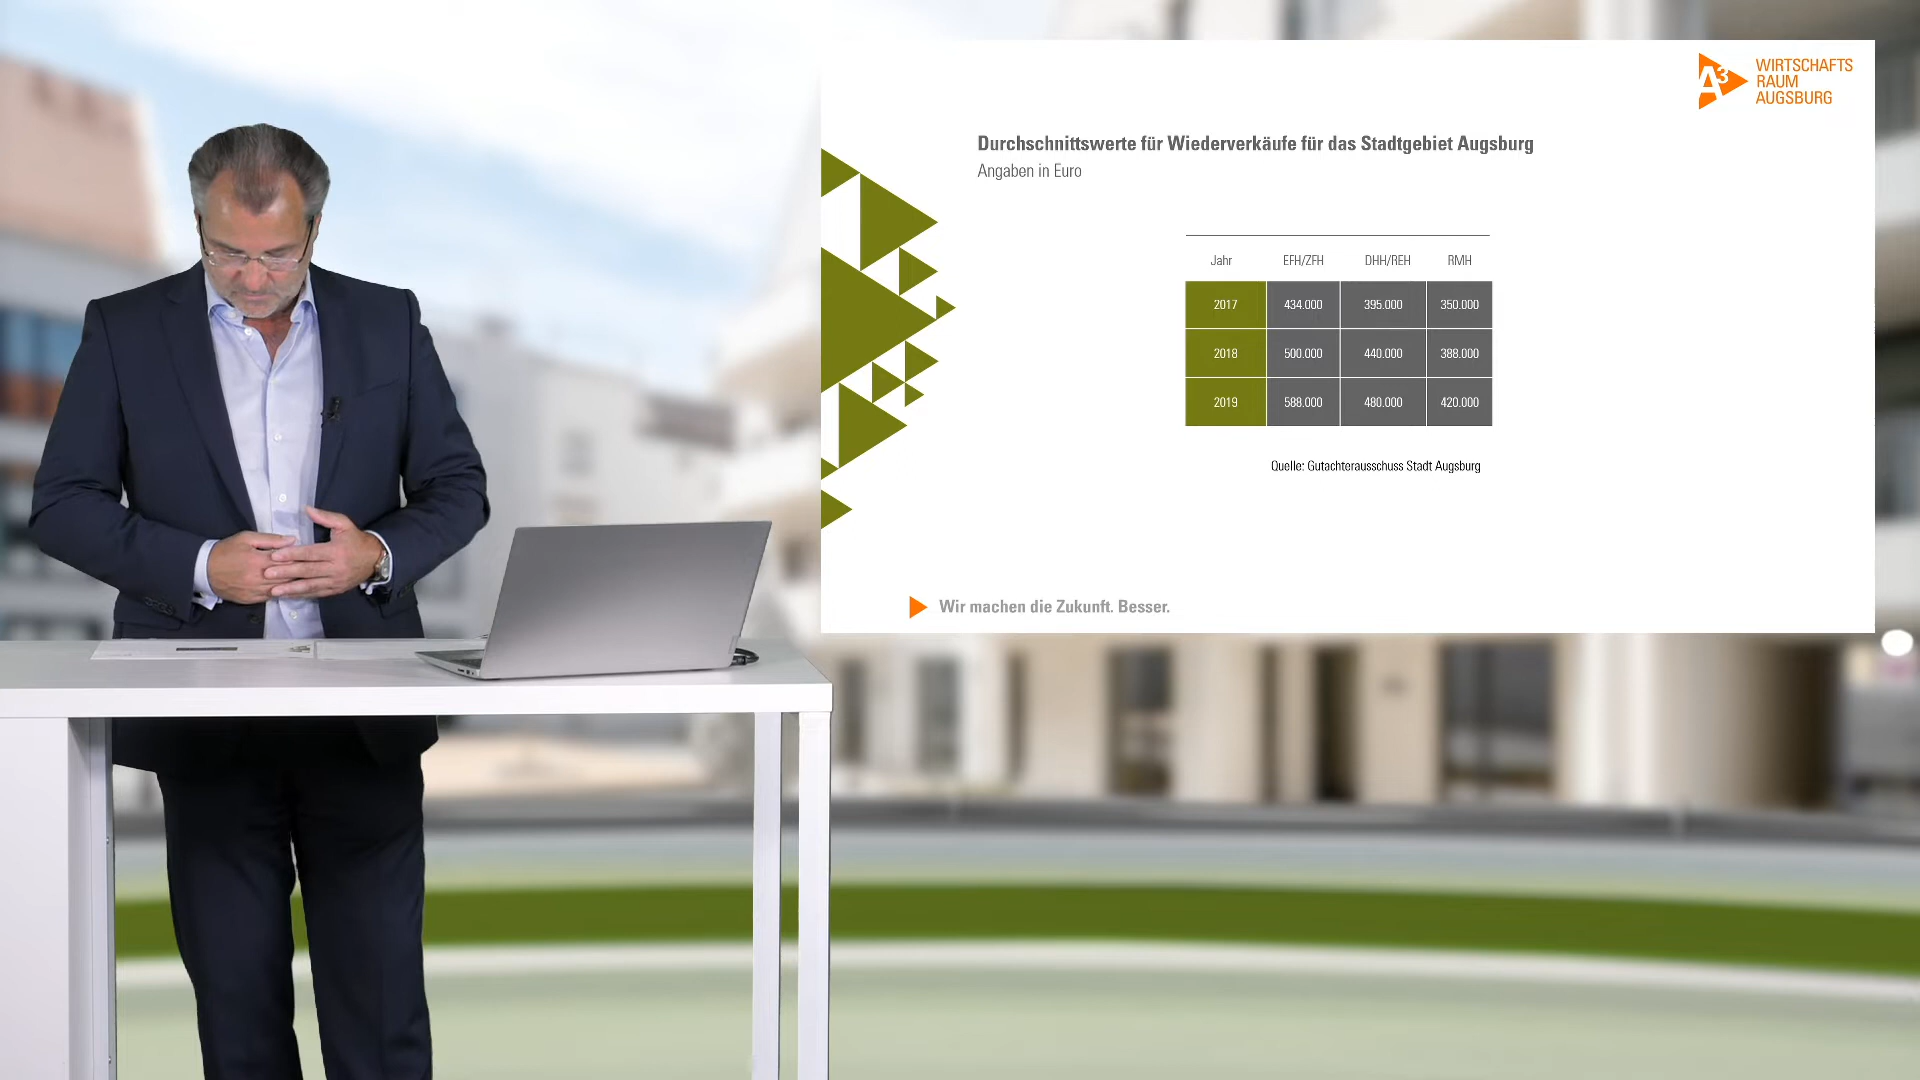 WIRTSCHAFTS
RAUM
AUGSBURG
A3
Durchschnittswerte für Wiederverkäufe für das Stadtgebiet Augsburg
Angaben in Euro
Jahr EFH/ZFH DHH/REH RMH
2017 434.000 395.000 350.000
2018 500.000 440.000 388.000
2019 588.000 480.000 420.000
Quelle: Gutachterausschuss Stadt Augsburg
Wir machen die Zukunft. Besser.